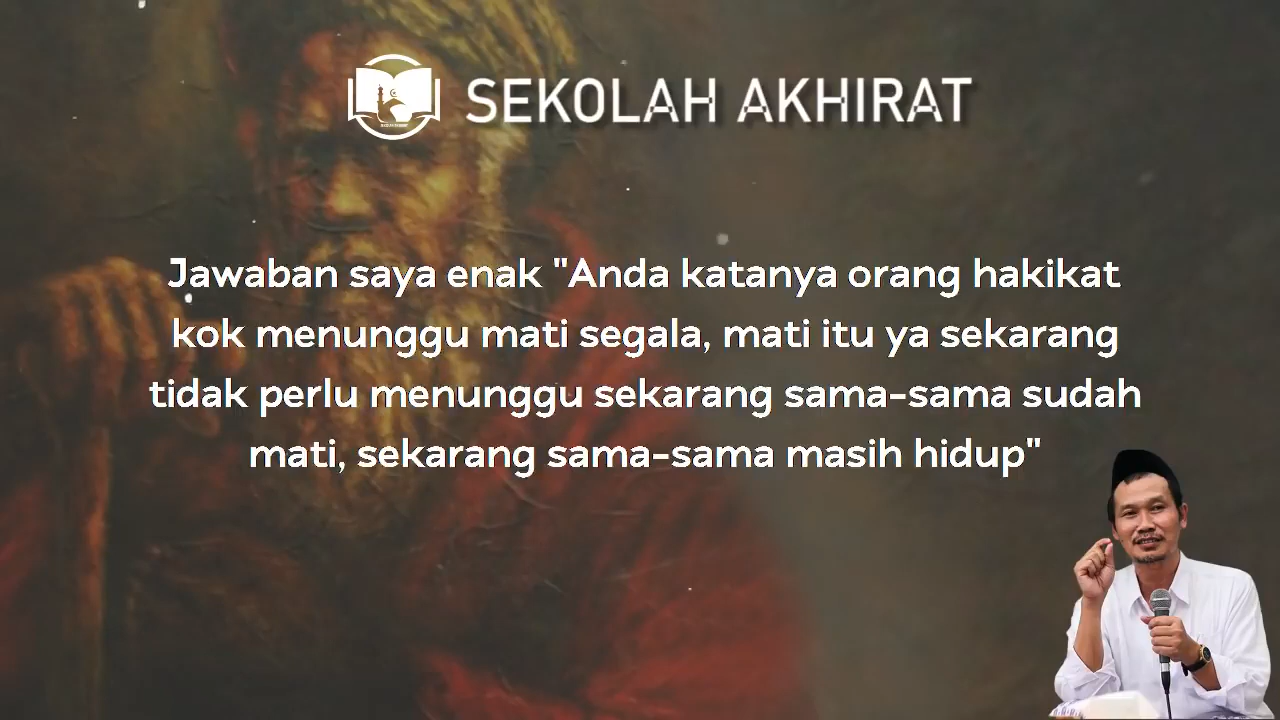 SEKOLAH AKHIRAT
Jawaban saya enak "Anda katanya orang hakikat
kok menunggu mati segala, mati itu ya sekarang
tidak perlu menunggu sekarang sama-sama sudah
mati, sekarang sama-sama masih hidup"